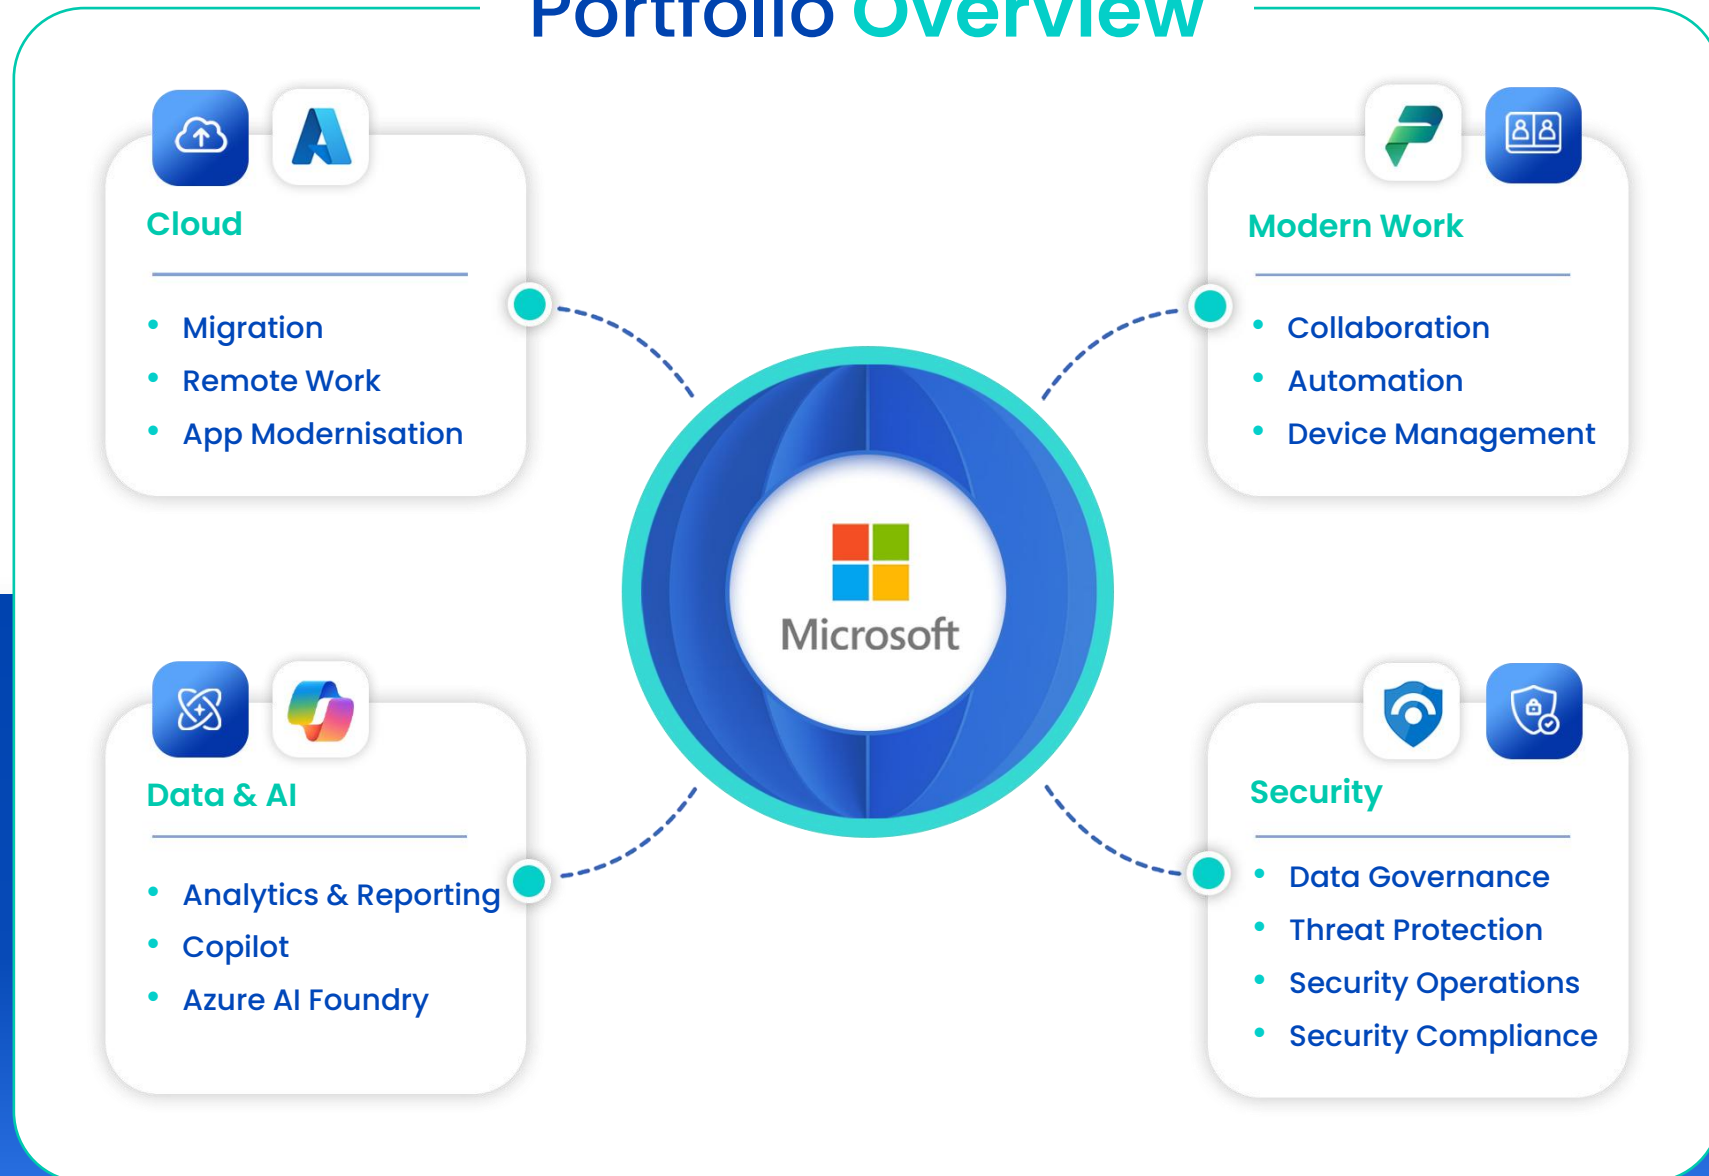 Portfolio Overview
Cloud
• Migration
• Remote Work
• App Modernisation
Modern Work
• Collaboration
• Automation
• Device Management
Microsoft
Data & AI
• Analytics & Reporting
• Copilot
• Azure AI Foundry
Security
• Data Governance
• Threat Protection
• Security Operations
• Security Compliance